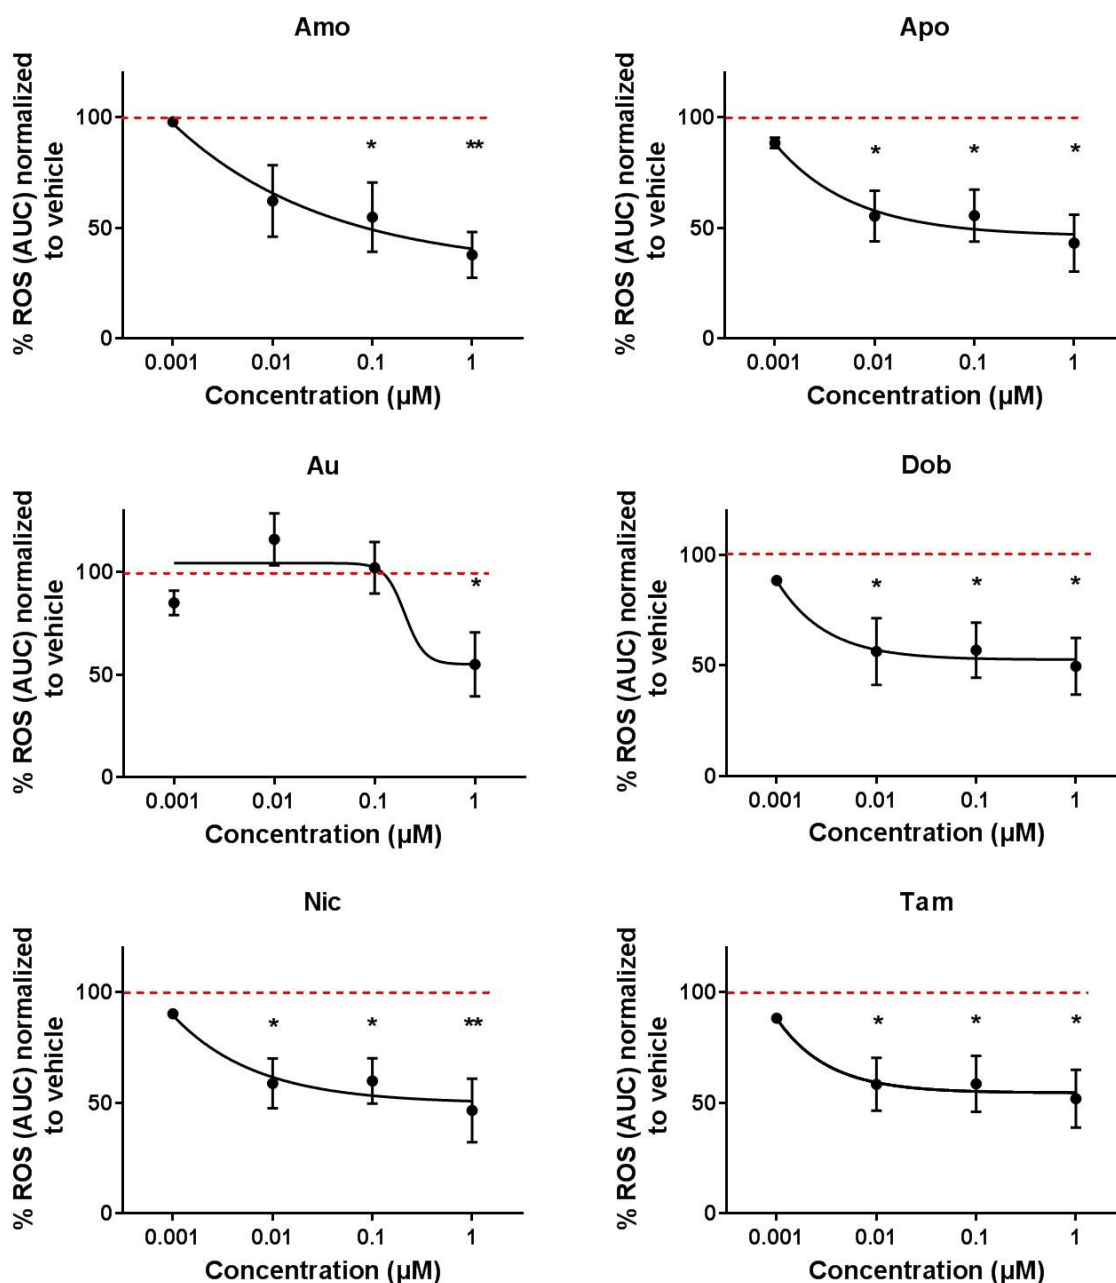 Amo
% ROS (AUC) normalized
to vehicle
100
50
0
* **
0.001 0.01 0.1 1
Concentration (µM)
Apo
% ROS (AUC) normalized
to vehicle
100
50
0
* * *
0.001 0.01 0.1 1
Concentration (µM)
Au
% ROS (AUC) normalized
to vehicle
100
50
0
*
0.001 0.01 0.1 1
Concentration (µM)
Dob
% ROS (AUC) normalized
to vehicle
100
50
0
* * *
0.001 0.01 0.1 1
Concentration (µM)
Nic
% ROS (AUC) normalized
to vehicle
100
50
0
* * **
0.001 0.01 0.1 1
Concentration (µM)
Tam
% ROS (AUC) normalized
to vehicle
100
50
0
* * *
0.001 0.01 0.1 1
Concentration (µM)